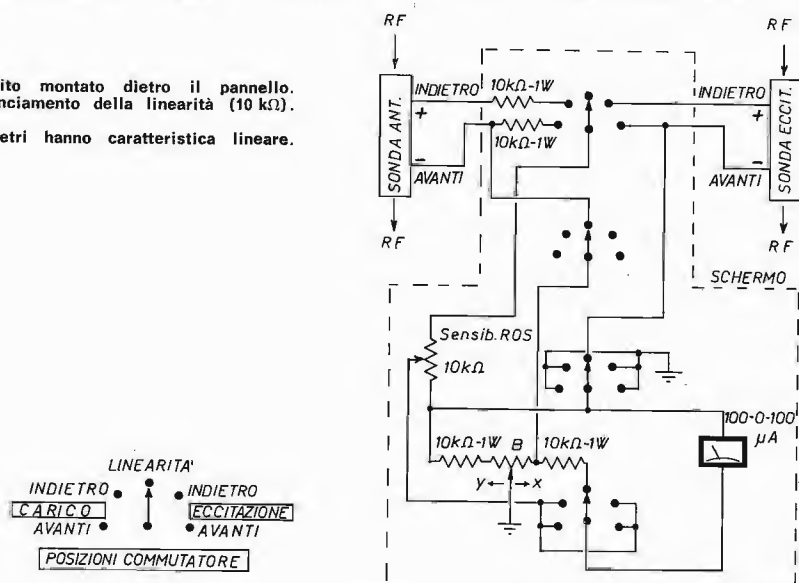 RF
RF
ito montato dietro il pannello.
nciamento della linearità (10 kΩ).
etri hanno caratteristica lineare.
SONDA ANT.
INDIETRO
+
10kΩ-1W
10kΩ-1W
−
AVANTI
RF
INDIETRO
+
SONDA ECCIT.
−
AVANTI
RF
SCHERMO
Sensib. ROS
10kΩ
100-0-100
µA
10kΩ-1W
B
10kΩ-1W
y
x
LINEARITA'
INDIETRO
INDIETRO
CARICO
ECCITAZIONE
AVANTI
AVANTI
POSIZIONI COMMUTATORE